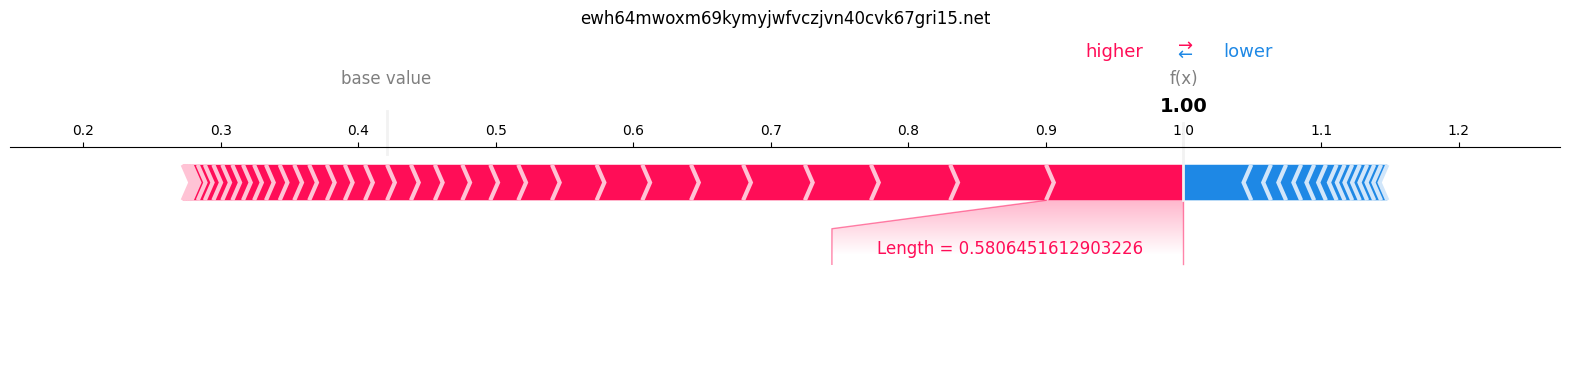 ewh64mwoxm69kymyjwfvczjvn40cvk67gri15.net
higher ⇄ lower
base value f(x)
1.00
0.2 0.3 0.4 0.5 0.6 0.7 0.8 0.9 1.0 1.1 1.2
Length = 0.5806451612903226